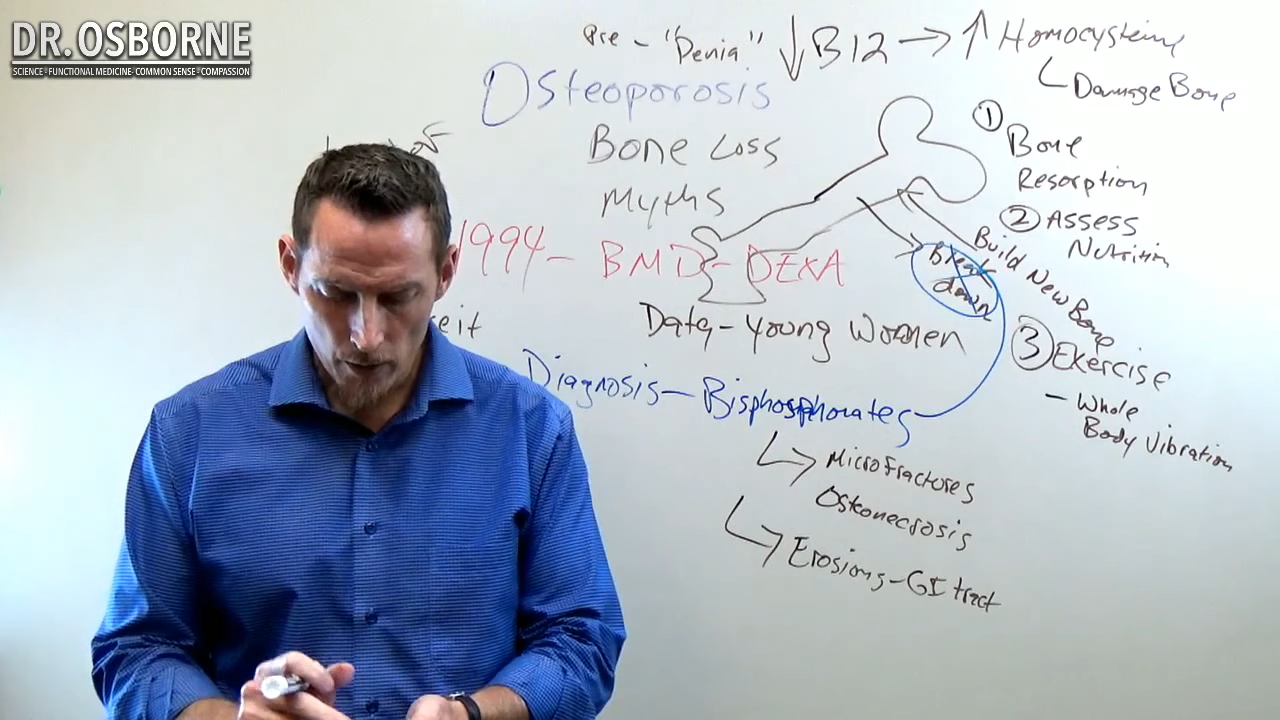 DR. OSBORNE
SCIENCE - FUNCTIONAL MEDICINE - COMMON SENSE - COMPASSION
Pre - "Penia" ↓ B12 → ↑ Homocysteine
Damage Bone
Osteoporosis
Bone Loss
Myths
1994 - BMD - DEXA
Data - Young Women
Diagnosis - Bisphosphonates
Microfractures
Osteonecrosis
Erosions - GI tract
Break
down
Build New Bone
① Bone
Resorption
② Assess
Nutrition
③ Exercise
- Whole
Body Vibration